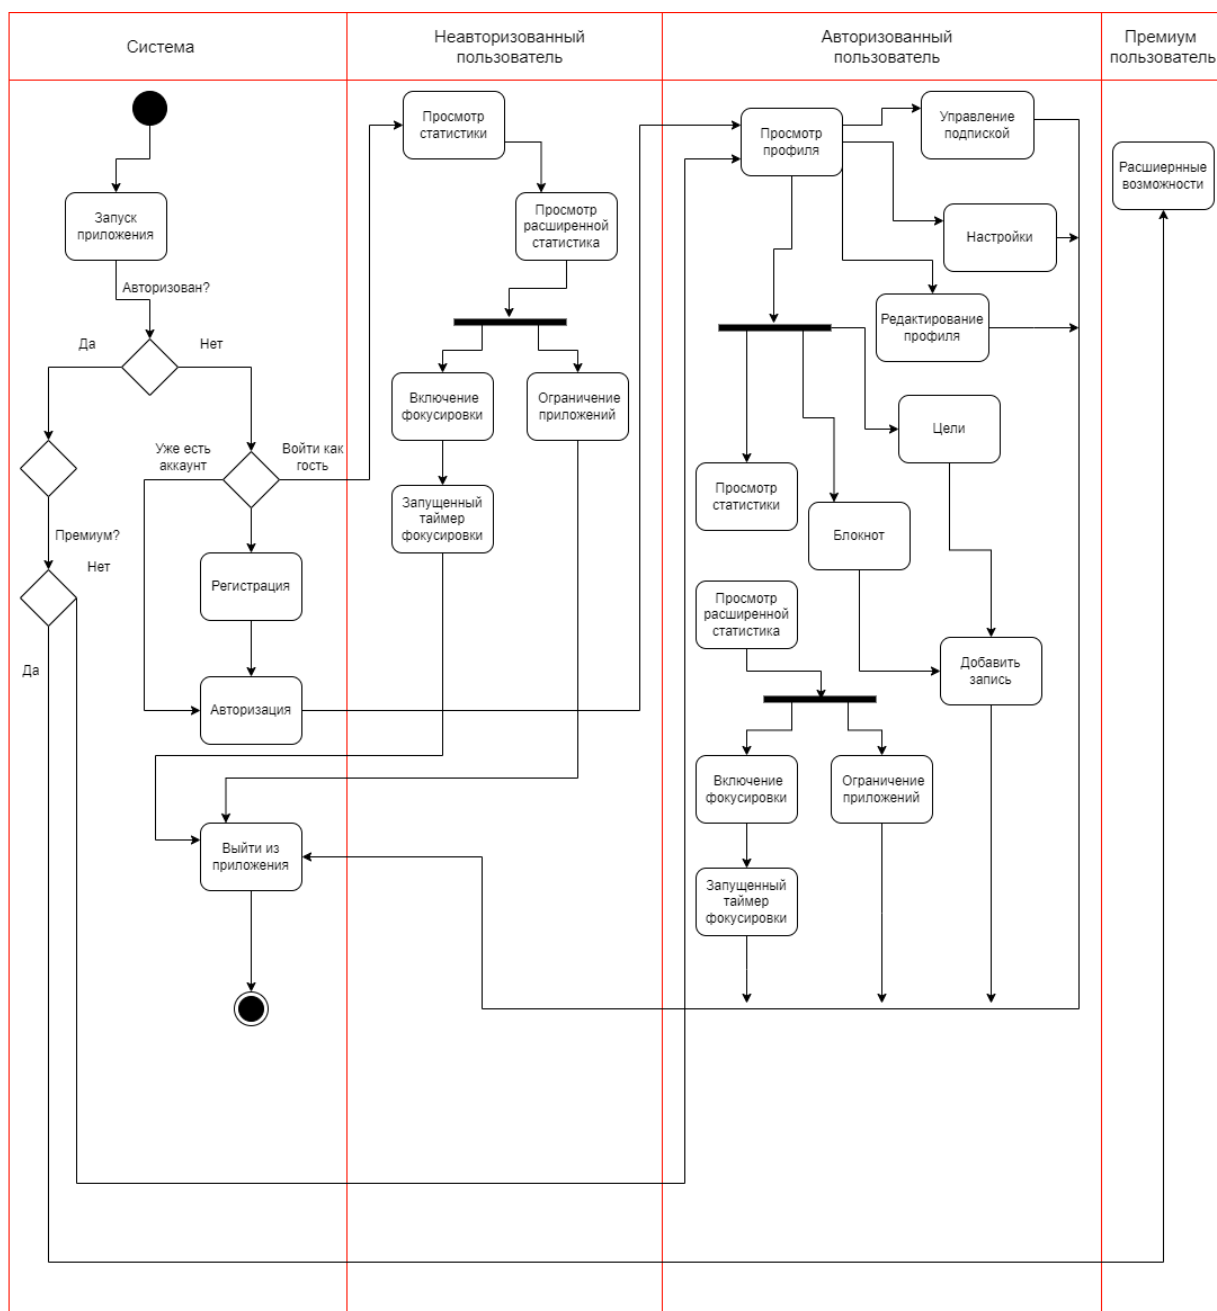 Система
Неавторизованный
пользователь
Авторизованный
пользователь
Премиум
пользователь
Запуск
приложения
Авторизован?
Да
Нет
Уже есть
аккаунт
Войти как
гость
Премиум?
Нет
Да
Регистрация
Авторизация
Выйти из
приложения
Просмотр
статистики
Просмотр
расширенной
статистика
Включение
фокусировки
Ограничение
приложений
Запущенный
таймер
фокусировки
Просмотр
профиля
Управление
подпиской
Настройки
Редактирование
профиля
Цели
Просмотр
статистики
Блокнот
Просмотр
расширенной
статистика
Добавить
запись
Включение
фокусировки
Ограничение
приложений
Запущенный
таймер
фокусировки
Расшиернные
возможности